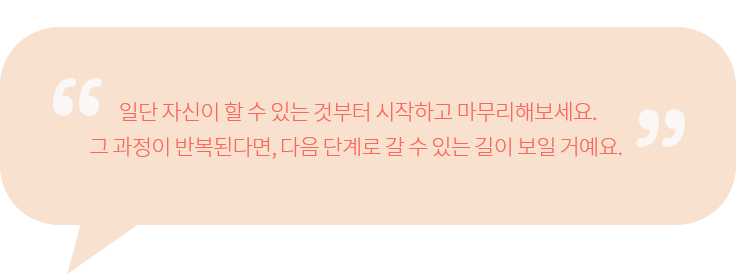 일단 자신이 할 수 있는 것부터 시작하고 마무리해보세요.
그 과정이 반복된다면, 다음 단계로 갈 수 있는 길이 보일 거예요.